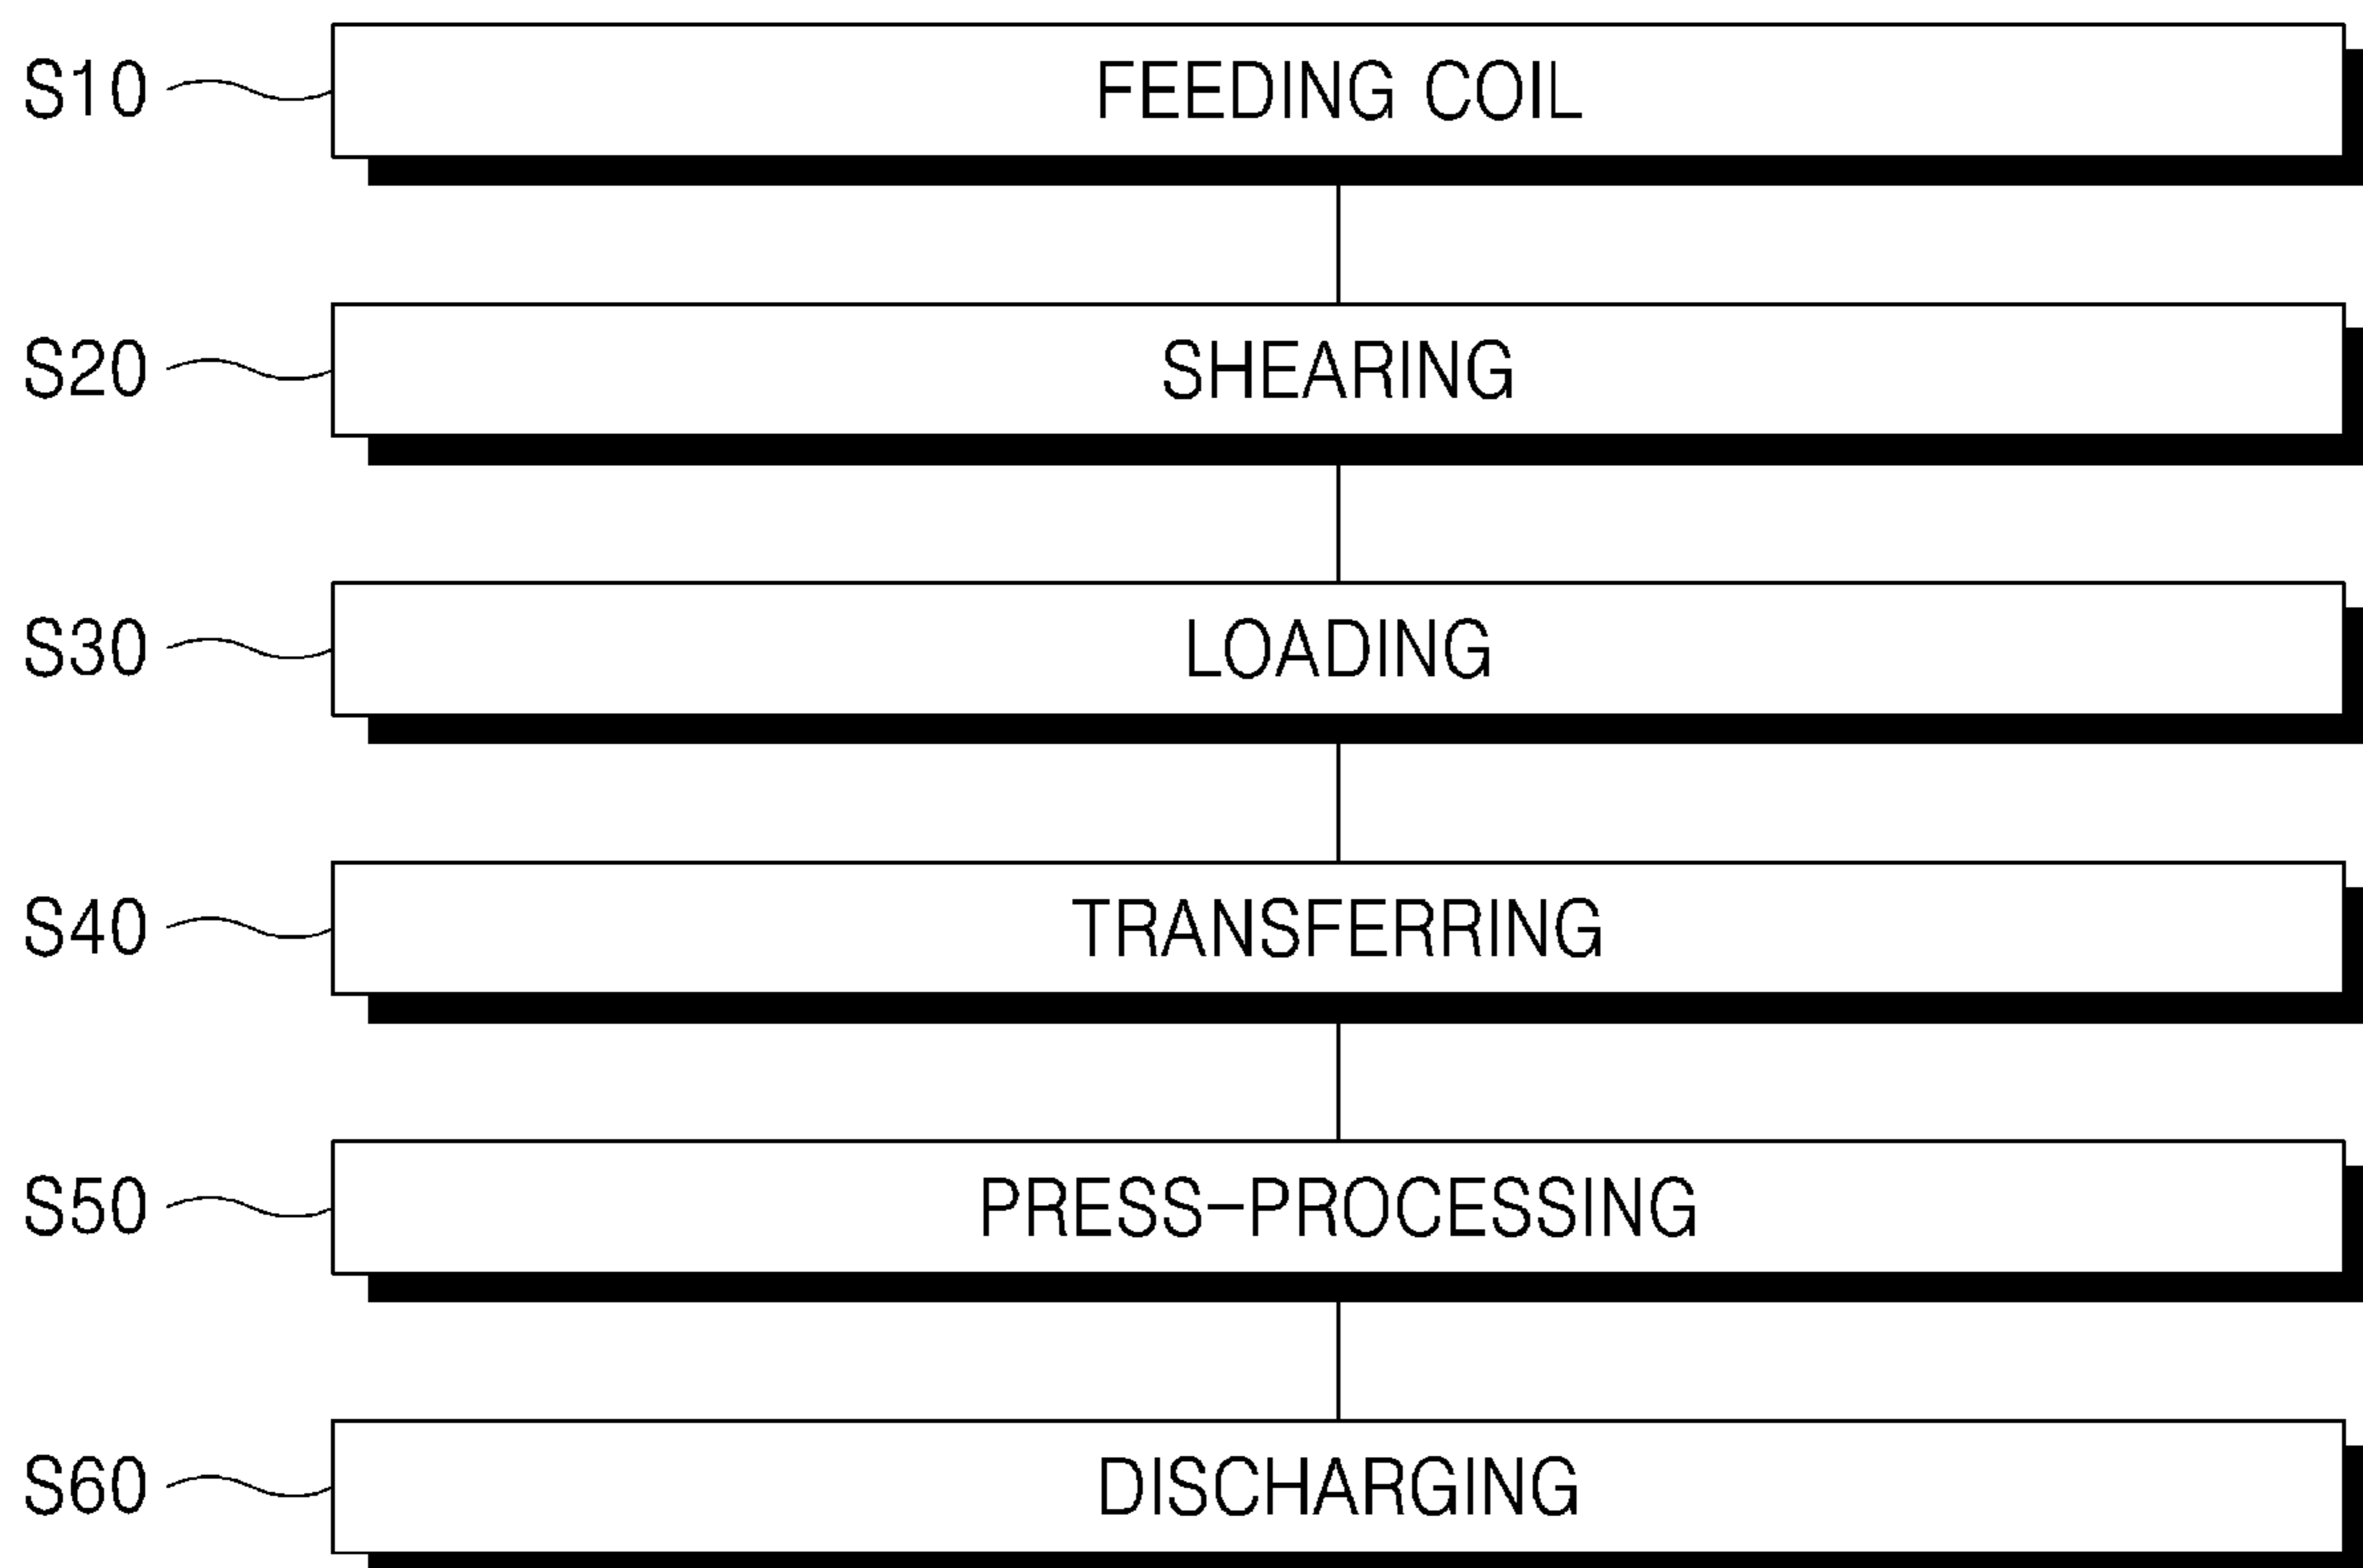 S10 FEEDING COIL
S20 SHEARING
S30 LOADING
S40 TRANSFERRING
S50 PRESS-PROCESSING
S60 DISCHARGING